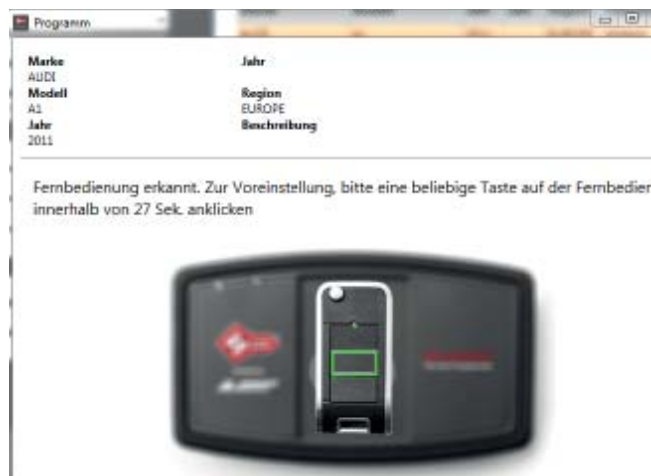 Programm
Marke
Jahr
AUDI
Modell
Region
A1
EUROPE
Jahr
Beschreibung
2011
Fernbedienung erkannt. Zur Voreinstellung, bitte eine beliebige Taste auf der Fernbedien
innerhalb von 27 Sek. anklicken